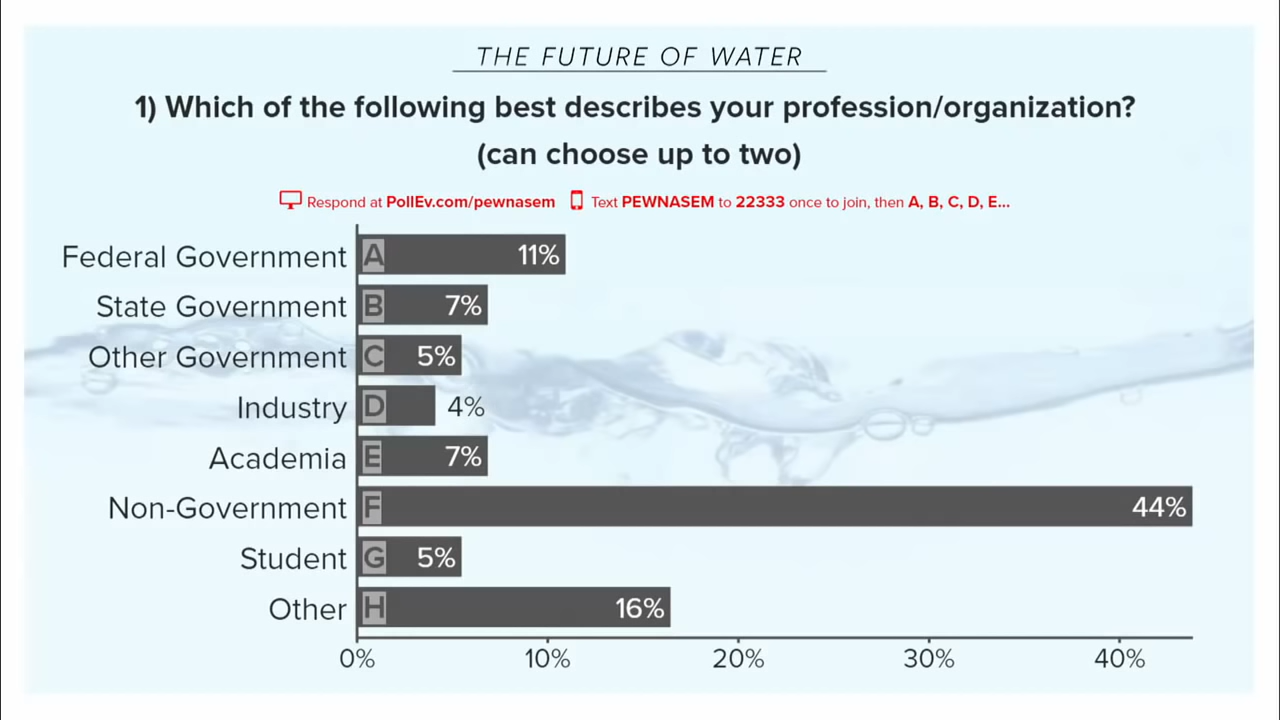 THE FUTURE OF WATER
1) Which of the following best describes your profession/organization?
(can choose up to two)
Respond at PollEv.com/pewnasem Text PEWNASEM to 22333 once to join, then A, B, C, D, E...
Federal Government A 11%
State Government B 7%
Other Government C 5%
Industry D 4%
Academia E 7%
Non-Government F 44%
Student G 5%
Other H 16%
0% 10% 20% 30% 40%